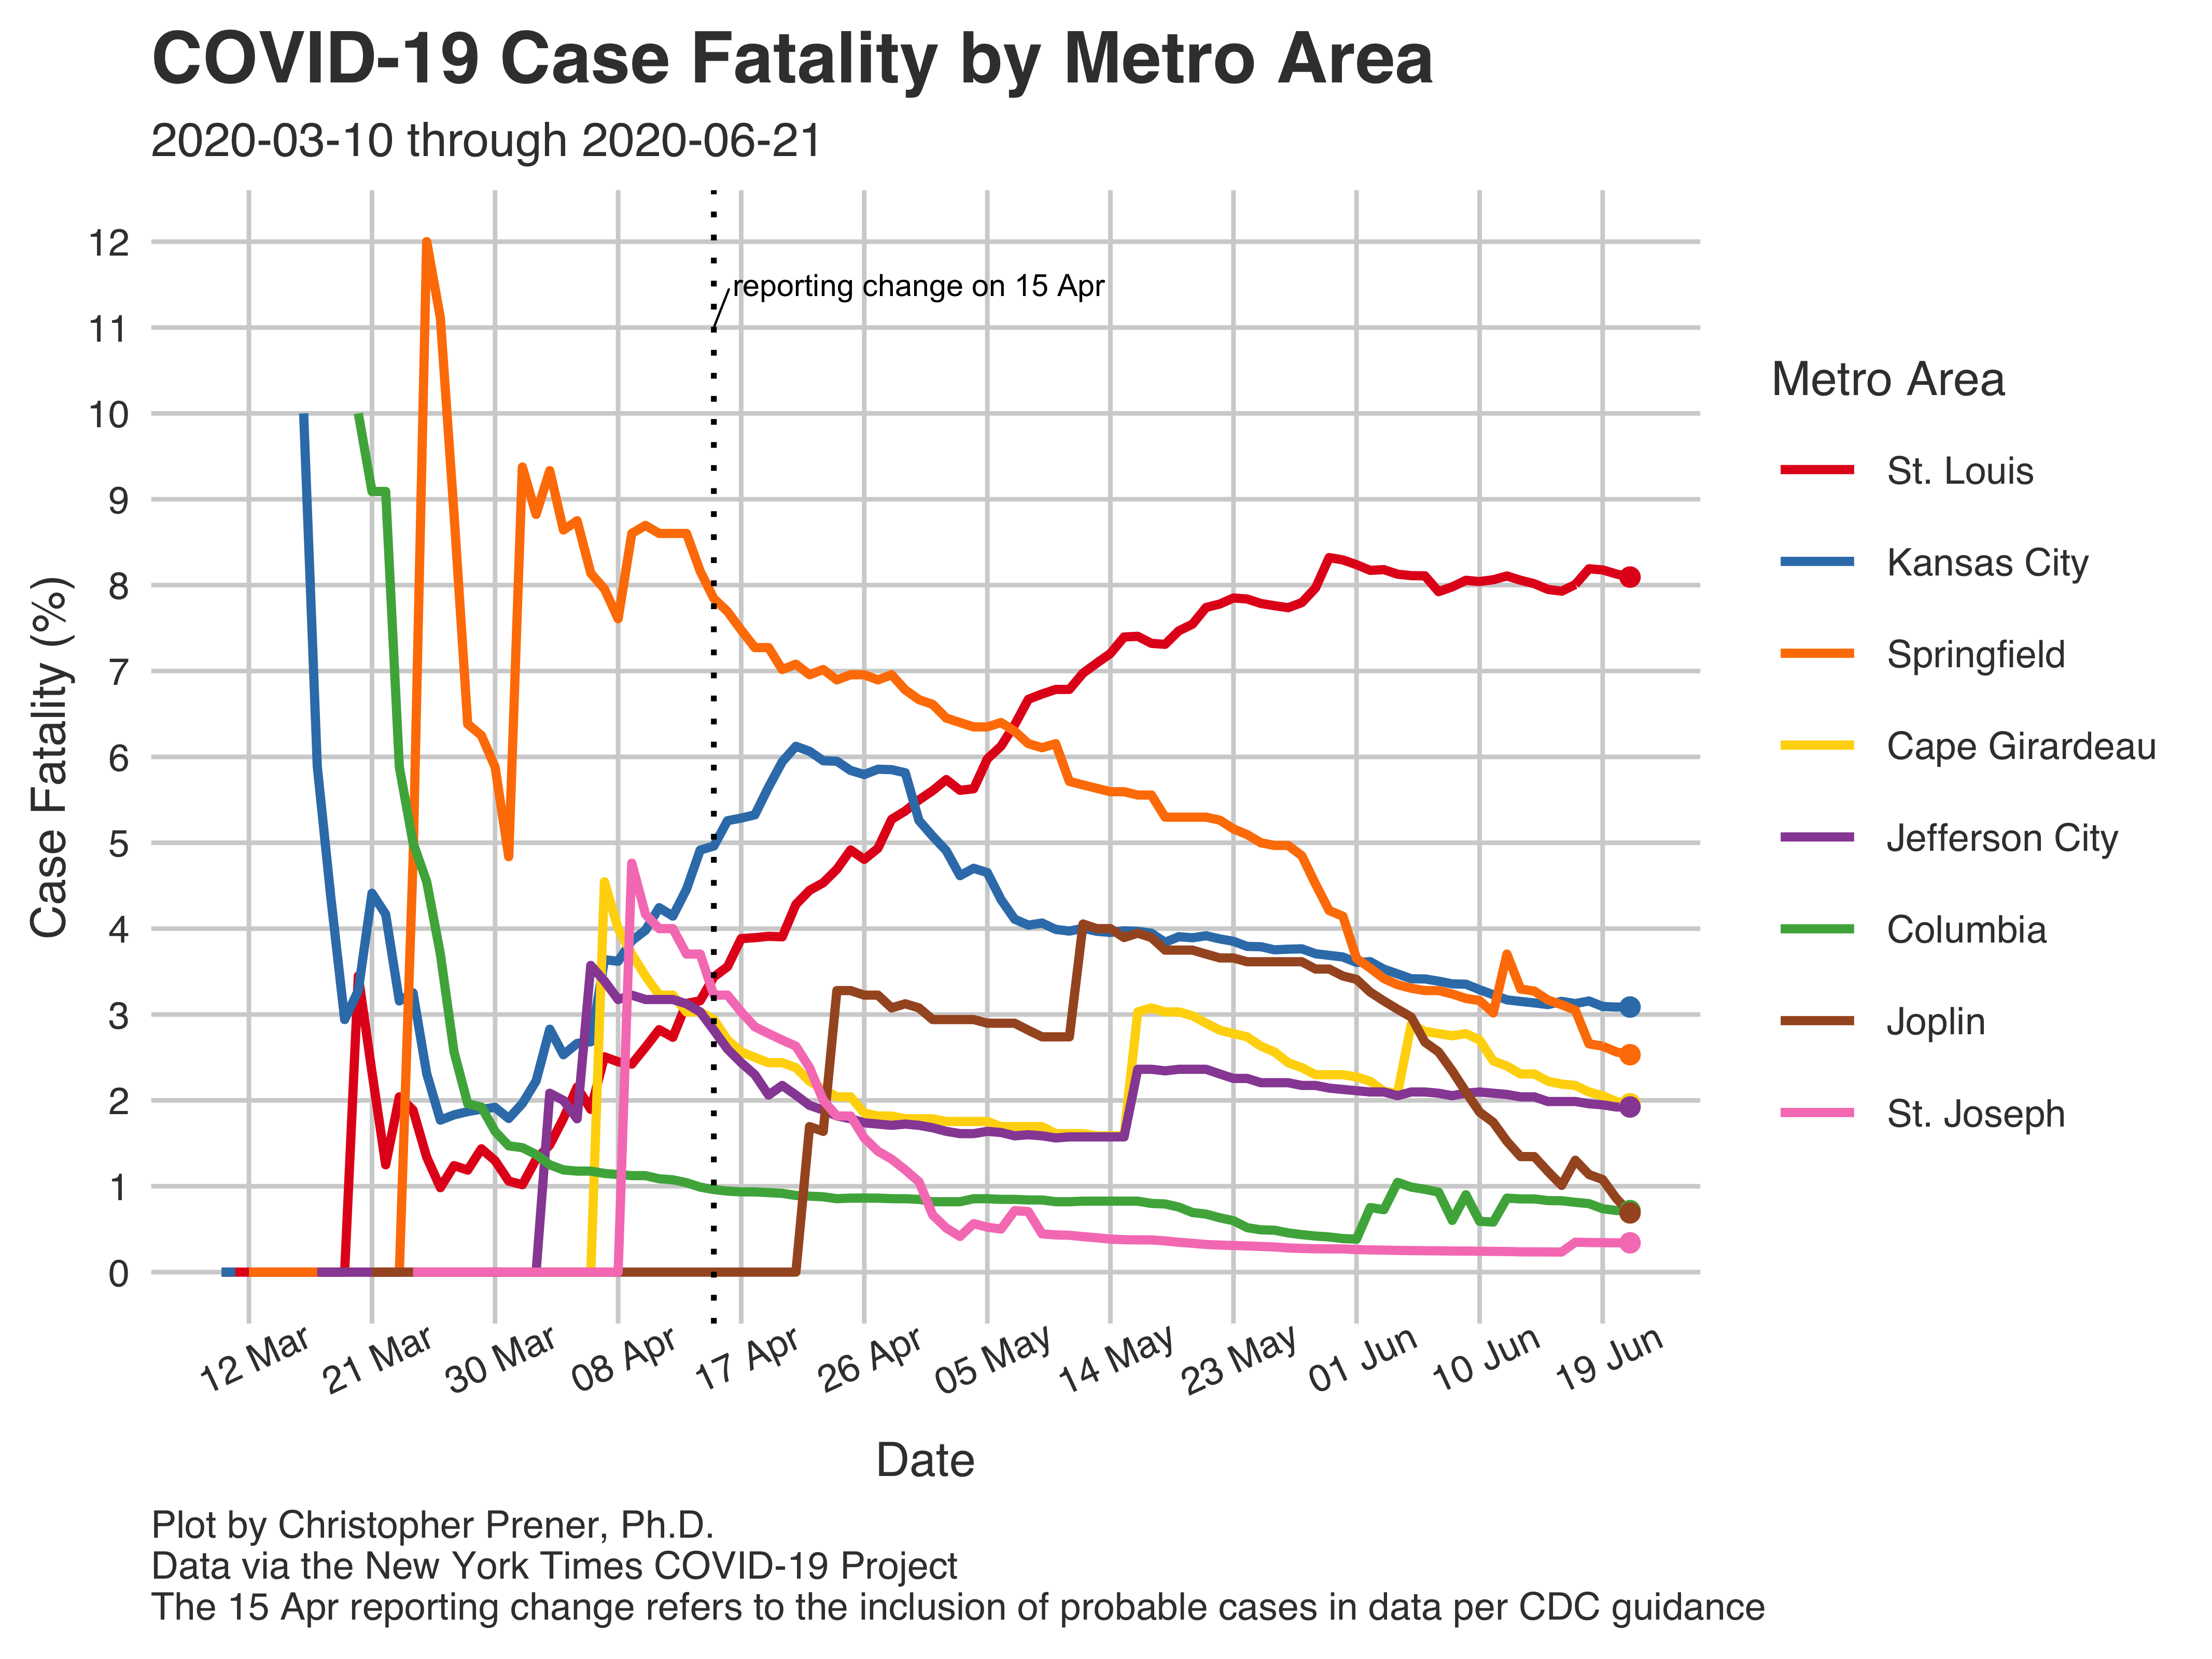 COVID-19 Case Fatality by Metro Area
2020-03-10 through 2020-06-21
12
11
10
9
8
7
6
5
4
3
2
1
0
Case Fatality (%)
reporting change on 15 Apr
12 Mar
21 Mar
30 Mar
08 Apr
17 Apr
26 Apr
05 May
14 May
23 May
01 Jun
10 Jun
19 Jun
Date
Metro Area
St. Louis
Kansas City
Springfield
Cape Girardeau
Jefferson City
Columbia
Joplin
St. Joseph
Plot by Christopher Prener, Ph.D.
Data via the New York Times COVID-19 Project
The 15 Apr reporting change refers to the inclusion of probable cases in data per CDC guidance